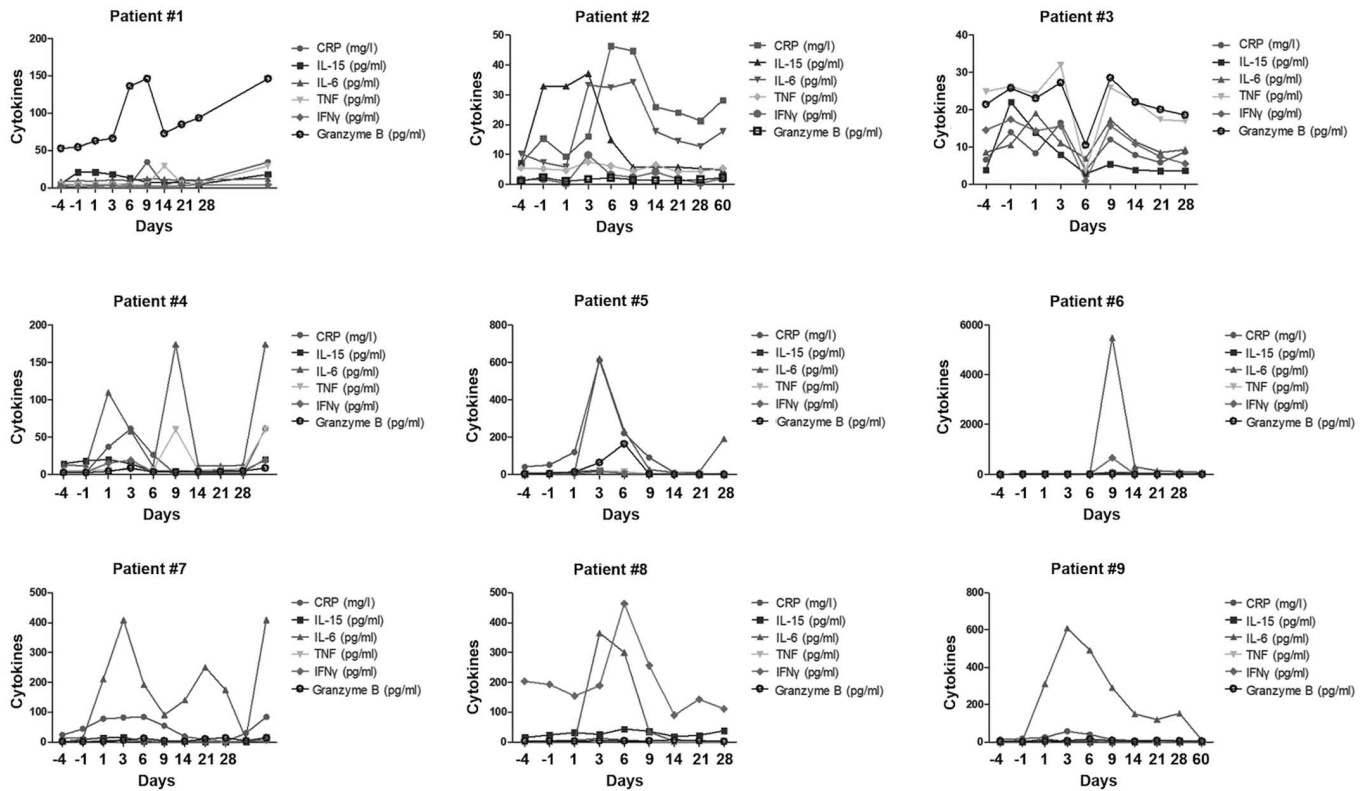 Patient #1
200
150
100
50
0
Cytokines
-4 -1 1 3 6 9 14 21 28
Days
CRP (mg/l)
IL-15 (pg/ml)
IL-6 (pg/ml)
TNF (pg/ml)
IFNγ (pg/ml)
Granzyme B (pg/ml)
Patient #2
50
40
30
20
10
0
Cytokines
-4 -1 1 3 6 9 14 21 28 60
Days
CRP (mg/l)
IL-15 (pg/ml)
IL-6 (pg/ml)
TNF (pg/ml)
IFNγ (pg/ml)
Granzyme B (pg/ml)
Patient #3
40
30
20
10
0
Cytokines
-4 -1 1 3 6 9 14 21 28
Days
CRP (mg/l)
IL-15 (pg/ml)
IL-6 (pg/ml)
TNF (pg/ml)
IFNγ (pg/ml)
Granzyme B (pg/ml)
Patient #4
200
150
100
50
0
Cytokines
-4 -1 1 3 6 9 14 21 28
Days
CRP (mg/l)
IL-15 (pg/ml)
IL-6 (pg/ml)
TNF (pg/ml)
IFNγ (pg/ml)
Granzyme B (pg/ml)
Patient #5
800
600
400
200
0
Cytokines
-4 -1 1 3 6 9 14 21 28
Days
CRP (mg/l)
IL-15 (pg/ml)
IL-6 (pg/ml)
TNF (pg/ml)
IFNγ (pg/ml)
Granzyme B (pg/ml)
Patient #6
6000
4000
2000
0
Cytokines
-4 -1 1 3 6 9 14 21 28
Days
CRP (mg/l)
IL-15 (pg/ml)
IL-6 (pg/ml)
TNF (pg/ml)
IFNγ (pg/ml)
Granzyme B (pg/ml)
Patient #7
500
400
300
200
100
0
Cytokines
-4 -1 1 3 6 9 14 21 28
Days
CRP (mg/l)
IL-15 (pg/ml)
IL-6 (pg/ml)
TNF (pg/ml)
IFNγ (pg/ml)
Granzyme B (pg/ml)
Patient #8
500
400
300
200
100
0
Cytokines
-4 -1 1 3 6 9 14 21 28
Days
CRP (mg/l)
IL-15 (pg/ml)
IL-6 (pg/ml)
TNF (pg/ml)
IFNγ (pg/ml)
Granzyme B (pg/ml)
Patient #9
800
600
400
200
0
Cytokines
-4 -1 1 3 6 9 14 21 28 60
Days
CRP (mg/l)
IL-15 (pg/ml)
IL-6 (pg/ml)
TNF (pg/ml)
IFNγ (pg/ml)
Granzyme B (pg/ml)